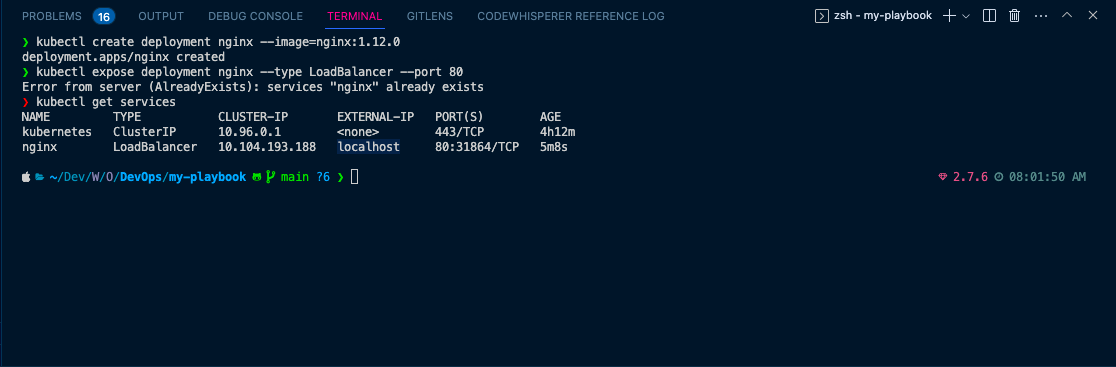 PROBLEMS 16 OUTPUT DEBUG CONSOLE TERMINAL GITLENS CODEWHISPERER REFERENCE LOG zsh - my-playbook
❯ kubectl create deployment nginx --image=nginx:1.12.0
deployment.apps/nginx created
❯ kubectl expose deployment nginx --type LoadBalancer --port 80
Error from server (AlreadyExists): services "nginx" already exists
❯ kubectl get services
NAME TYPE CLUSTER-IP EXTERNAL-IP PORT(S) AGE
kubernetes ClusterIP 10.96.0.1 <none> 443/TCP 4h12m
nginx LoadBalancer 10.104.193.188 localhost 80:31864/TCP 5m8s
~/Dev/W/O/DevOps/my-playbook main ?6 ❯ 2.7.6 08:01:50 AM